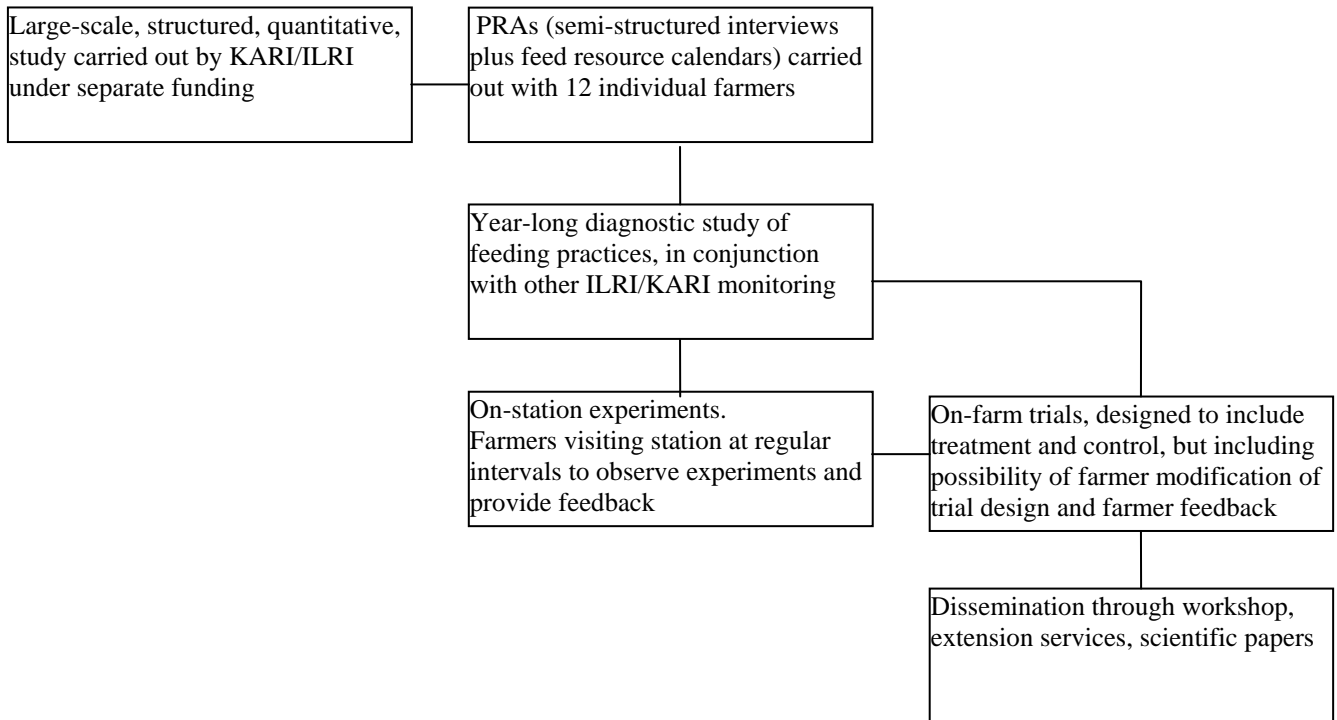 Large-scale, structured, quantitative,
study carried out by KARI/ILRI
under separate funding
PRAs (semi-structured interviews
plus feed resource calendars) carried
out with 12 individual farmers
Year-long diagnostic study of
feeding practices, in conjunction
with other ILRI/KARI monitoring
On-station experiments.
Farmers visiting station at regular
intervals to observe experiments and
provide feedback
On-farm trials, designed to include
treatment and control, but including
possibility of farmer modification of
trial design and farmer feedback
Dissemination through workshop,
extension services, scientific papers